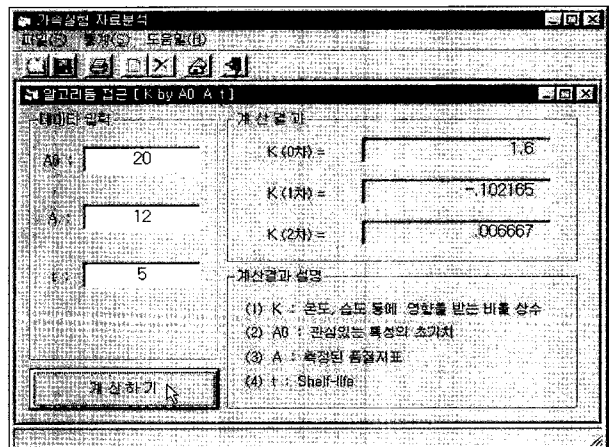 가속실험 자료분석
파일(F) 통계(S) 도움말(H)
알고리듬 접근 [ K by A0 A t ]
데이타 입력
A0 : 20
A : 12
t : 5
계산하기
계산결과
K (0차) = 1.6
K (1차) = -.102165
K (2차) = .006667
계산결과 설명
(1) K : 온도, 습도 등에 영향를 받는 비율 상수
(2) A0 : 관심있는 특성의 초기치
(3) A : 측정된 품질지표
(4) t : Shelf-life